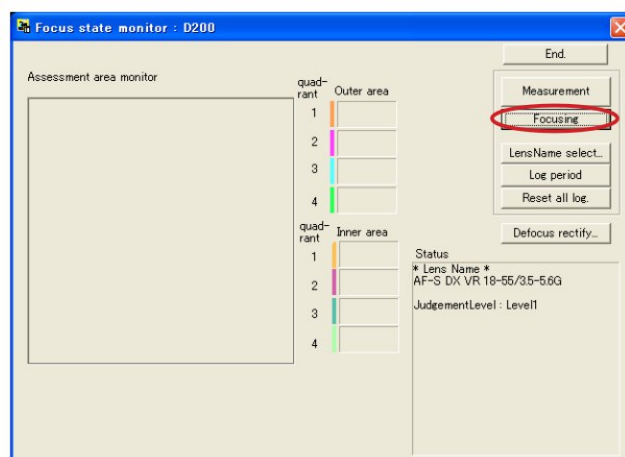 Focus state monitor : D200
End.
Assessment area monitor
quad-
rant
Outer area
1
2
3
4
quad-
rant
Inner area
1
2
3
4
Measurement
Focusing
LensName select...
Log period
Reset all log.
Defocus rectify...
Status
* Lens Name *
AF-S DX VR 18-55/3.5-5.6G
JudgementLevel : Level1